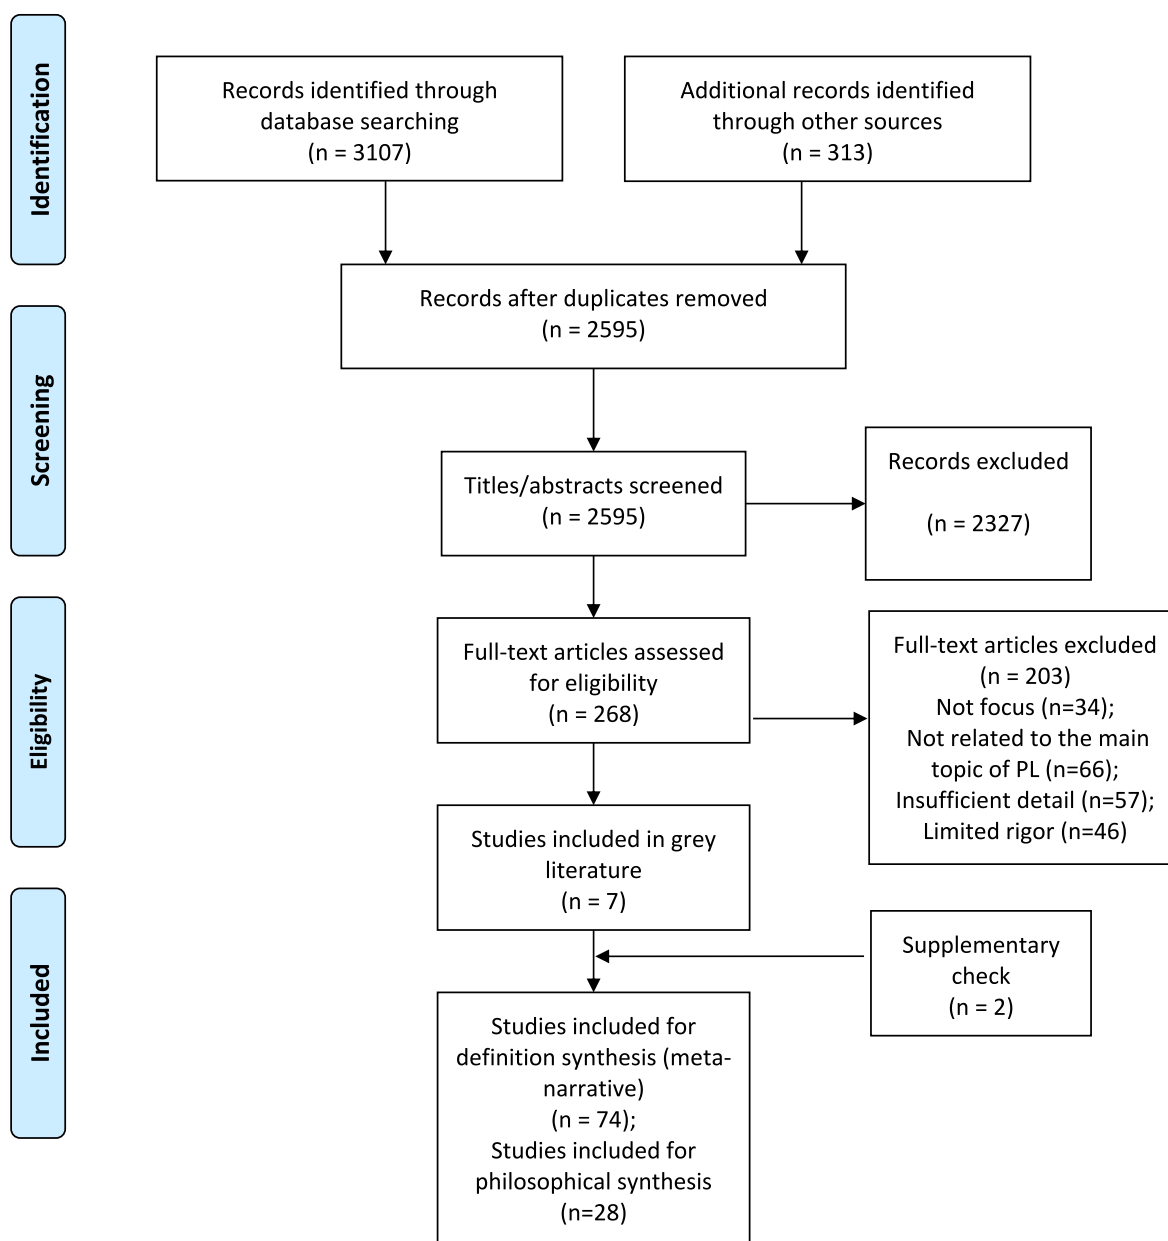 Identification
Records identified through
database searching
(n = 3107)
Additional records identified
through other sources
(n = 313)
Records after duplicates removed
(n = 2595)
Screening
Titles/abstracts screened
(n = 2595)
Records excluded
(n = 2327)
Eligibility
Full-text articles assessed
for eligibility
(n = 268)
Full-text articles excluded
(n = 203)
Not focus (n=34);
Not related to the main
topic of PL (n=66);
Insufficient detail (n=57);
Limited rigor (n=46)
Studies included in grey
literature
(n = 7)
Included
Supplementary
check
(n = 2)
Studies included for
definition synthesis (meta-
narrative)
(n = 74);
Studies included for
philosophical synthesis
(n=28)